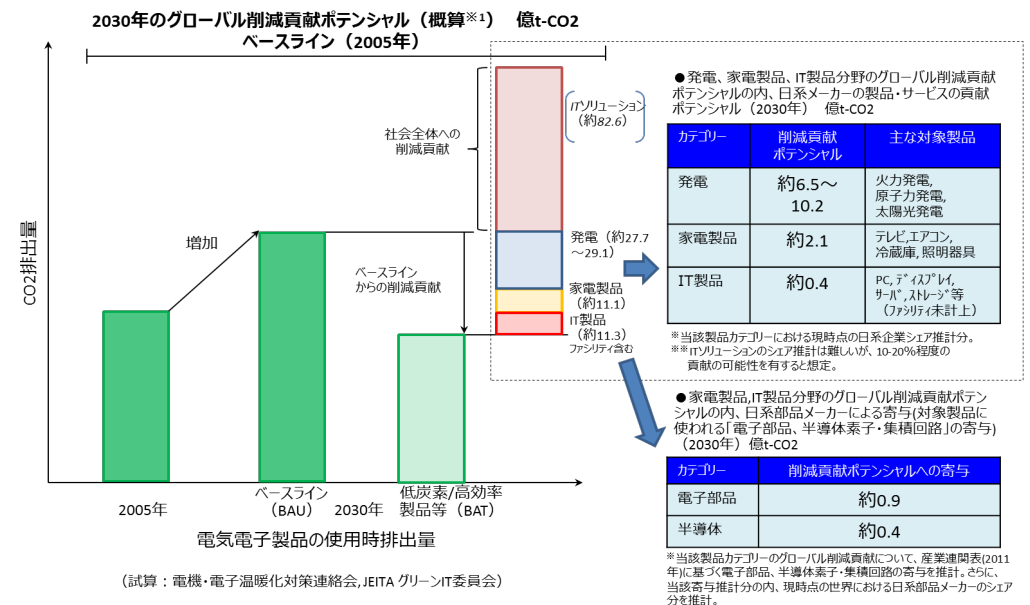 2030年のグローバル削減貢献ポテンシャル（概算※1） 億t-CO2
ベースライン（2005年）
CO2排出量
増加
社会全体への
削減貢献
ベースライン
からの削減貢献
ITソリューション
（約82.6）
発電（約27.7
～29.1）
家電製品
（約11.1）
IT製品
（約11.3）
ファシリティ含む
2005年
ベースライン
（BAU）
2030年
低炭素/高効率
製品等（BAT）
電気電子製品の使用時排出量
（試算：電機・電子温暖化対策連絡会, JEITA グリーンIT委員会）
●発電、家電製品、IT製品分野のグローバル削減貢献
ポテンシャルの内、日系メーカーの製品・サービスの貢献
ポテンシャル（2030年） 億t-CO2
カテゴリー
削減貢献
ポテンシャル
主な対象製品
発電
約6.5～
10.2
火力発電,
原子力発電,
太陽光発電
家電製品
約2.1
テレビ,エアコン,
冷蔵庫, 照明器具
IT製品
約0.4
PC, ﾃﾞｨｽﾌﾟﾚｲ,
ｻｰﾊﾞ, ｽﾄﾚｰｼﾞ等
（ﾌｧｼﾘﾃｨ未計上）
※当該製品カテゴリーにおける現時点の日系企業シェア推計分。
※※ITソリューションのシェア推計は難しいが、10-20％程度の
貢献の可能性を有すると想定。
●家電製品,IT製品分野のグローバル削減貢献ポテン
シャルの内、日系部品メーカーによる寄与(対象製品に
使われる「電子部品、半導体素子・集積回路」の寄与)
（2030年）億t-CO2
カテゴリー
削減貢献ポテンシャルへの寄与
電子部品
約0.9
半導体
約0.4
※当該製品カテゴリーのグローバル削減貢献について、産業連関表(2011
年)に基づく電子部品、半導体素子・集積回路の寄与を推計。さらに、
当該寄与推計分の内、現時点の世界における日系部品メーカーのシェア
分を推計。